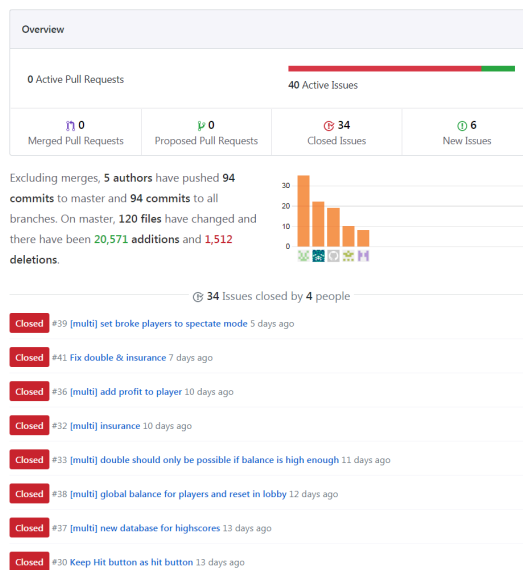 Overview
0 Active Pull Requests
40 Active Issues
0
Merged Pull Requests
0
Proposed Pull Requests
34
Closed Issues
6
New Issues
Excluding merges, 5 authors have pushed 94
commits to master and 94 commits to all
branches. On master, 120 files have changed and
there have been 20,571 additions and 1,512
deletions.
30
20
10
0
34 Issues closed by 4 people
Closed #39 [multi] set broke players to spectate mode 5 days ago
Closed #41 Fix double & insurance 7 days ago
Closed #36 [multi] add profit to player 10 days ago
Closed #32 [multi] insurance 10 days ago
Closed #33 [multi] double should only be possible if balance is high enough 11 days ago
Closed #38 [multi] global balance for players and reset in lobby 12 days ago
Closed #37 [multi] new database for highscores 13 days ago
Closed #30 Keep Hit button as hit button 13 days ago